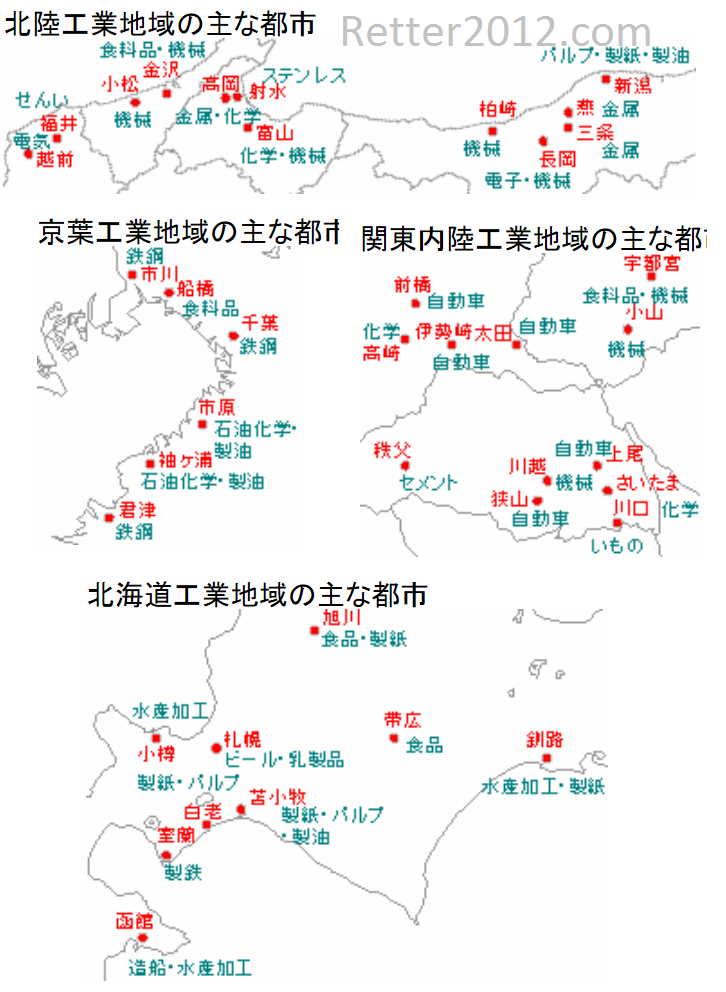 北陸工業地域の主な都市
Retter2012.com
食料品・機械
金沢
小松
機械
せんい
福井
電気
越前
高岡
射水
ステンレス
金属・化学
富山
化学・機械
パルプ・製紙・製油
新潟
燕
金属
三条
金属
柏崎
機械
長岡
電子・機械
京葉工業地域の主な都市
鉄鋼
市川
船橋
食料品
千葉
鉄鋼
市原
石油化学・
製油
袖ヶ浦
石油化学・製油
君津
鉄鋼
関東内陸工業地域の主な都市
宇都宮
食料品・機械
前橋
自動車
小山
機械
化学
高崎
伊勢崎
自動車
太田
自動車
秩父
セメント
川越
機械
自動車
上尾
狭山
自動車
さいたま
化学
川口
いもの
北海道工業地域の主な都市
旭川
食品・製紙
水産加工
小樽
札幌
ビール・乳製品
帯広
食品
釧路
水産加工・製紙
製紙・パルプ
白老
苫小牧
製紙・パルプ
・製油
室蘭
製鉄
函館
造船・水産加工